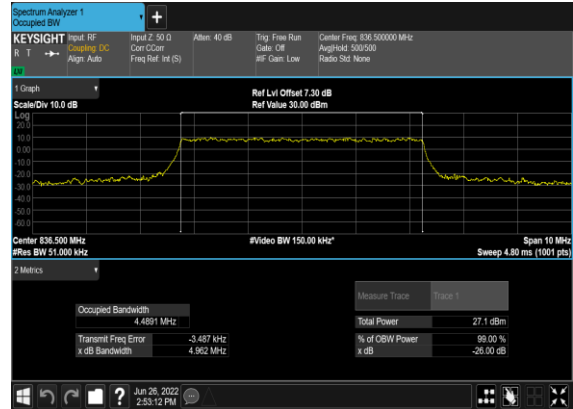 Spectrum Analyzer 1
Occupied BW
+
KEYSIGHT
R T
LXI
Input: RF
Coupling: DC
Align: Auto
Input Z: 50 Ω
Corr CCorr
Freq Ref: Int (S)
Atten: 40 dB
Trig: Free Run
Gate: Off
#IF Gain: Low
Center Freq: 836.500000 MHz
Avg|Hold: 500/500
Radio Std: None
1 Graph
Scale/Div 10.0 dB
Ref Lvl Offset 7.30 dB
Ref Value 30.00 dBm
Log
20.0
10.0
0.00
-10.0
-20.0
-30.0
-40.0
-50.0
-60.0
Center 836.500 MHz
#Res BW 51.000 kHz
#Video BW 150.00 kHz*
Span 10 MHz
Sweep 4.80 ms (1001 pts)
2 Metrics
Measure Trace Trace 1
Occupied Bandwidth
4.4891 MHz
Total Power 27.1 dBm
Transmit Freq Error -3.487 kHz
% of OBW Power 99.00 %
x dB Bandwidth 4.962 MHz
x dB -26.00 dB
?
Jun 26, 2022
2:53:12 PM